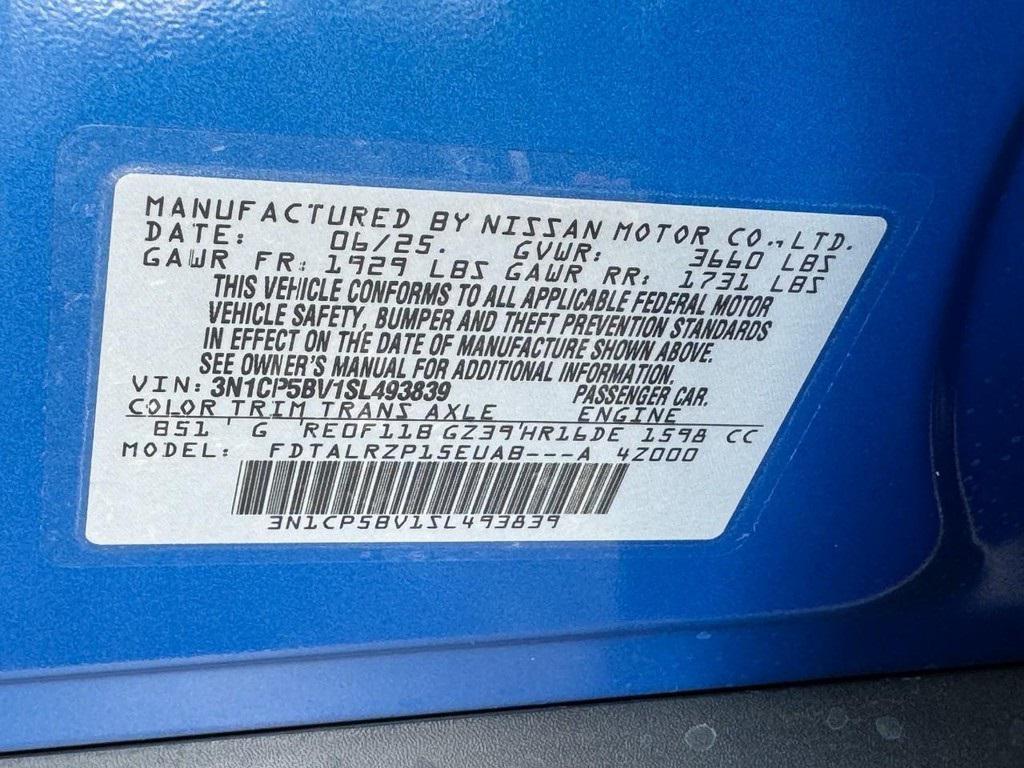 MANUFACTURED BY NISSAN MOTOR CO., LTD.
DATE: 06/25. GVWR: 3660 LBS
GAWR FR: 1929 LBS GAWR RR: 1731 LBS
THIS VEHICLE CONFORMS TO ALL APPLICABLE FEDERAL MOTOR
VEHICLE SAFETY, BUMPER AND THEFT PREVENTION STANDARDS
IN EFFECT ON THE DATE OF MANUFACTURE SHOWN ABOVE.
SEE OWNER'S MANUAL FOR ADDITIONAL INFORMATION.
VIN: 3N1CP5BV1SL493839 PASSENGER CAR.
COLOR TRIM TRANS AXLE ENGINE
B51 ' G 'RE0F11B GZ39'HR16DE 1598 CC
MODEL: FDTALRZP15EUAB---A 4Z000
3N1CP5BV1SL493839